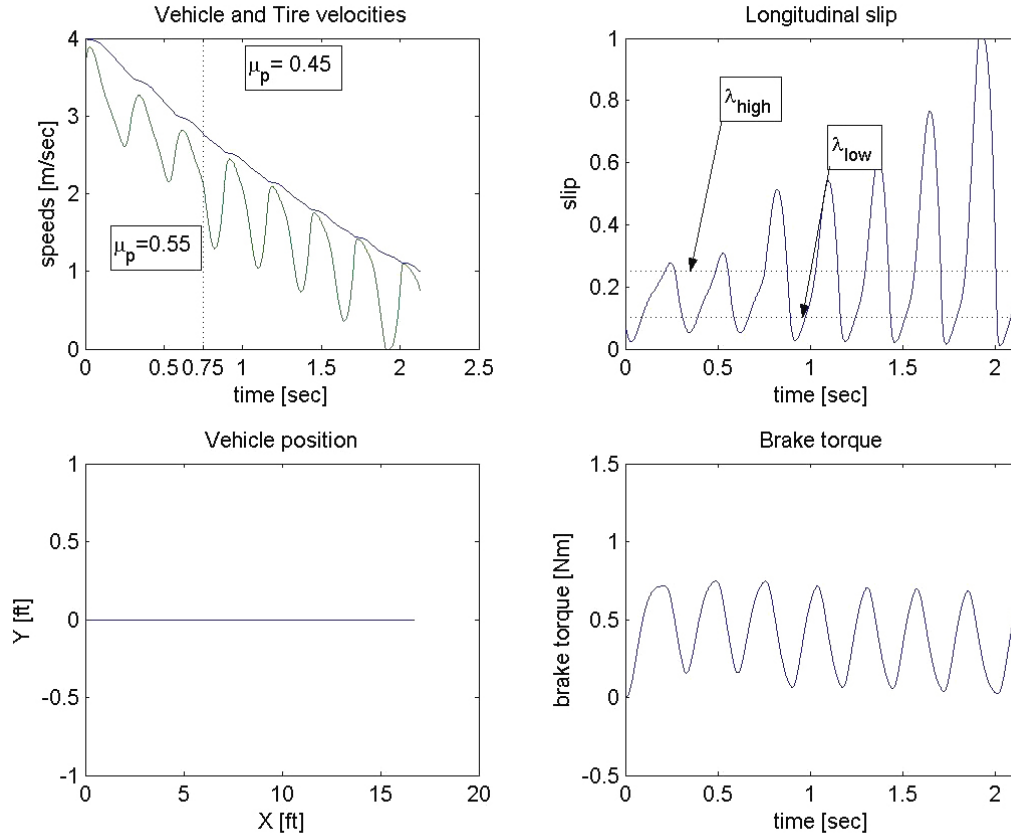 Vehicle and Tire velocities
4
3
2
1
0
speeds [m/sec]
μp= 0.45
μp=0.55
0
0.5
0.75
1
1.5
2
2.5
time [sec]
Longitudinal slip
1
0.8
0.6
0.4
0.2
0
slip
λhigh
λlow
0
0.5
1
1.5
2
time [sec]
Vehicle position
1
0.5
0
-0.5
-1
Y [ft]
0
5
10
15
20
X [ft]
Brake torque
1.5
1
0.5
0
-0.5
brake torque [Nm]
0
0.5
1
1.5
2
time [sec]